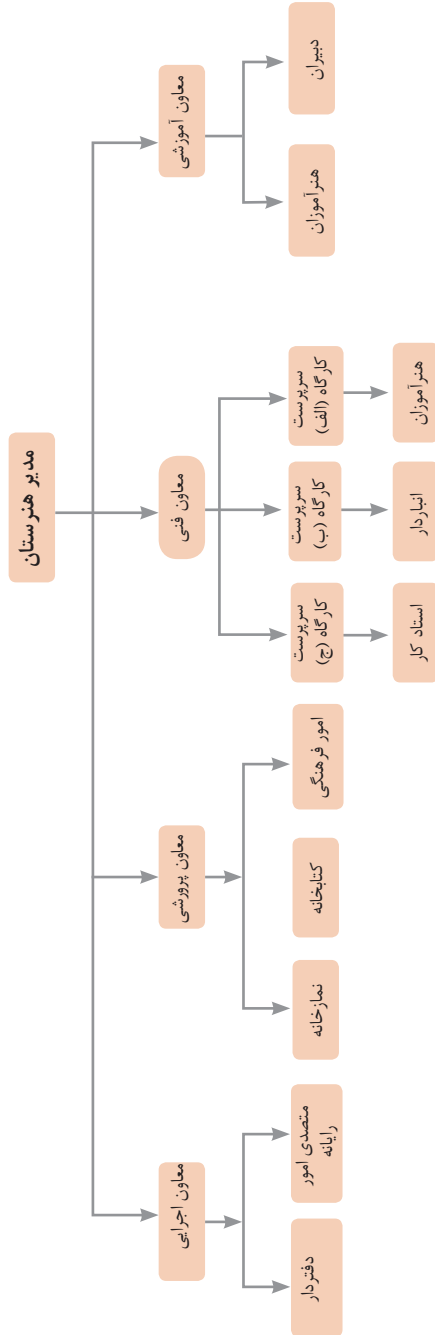 مدیر هنرستان
معاون آموزشی
معاون فنی
معاون پرورشی
معاون اجرایی
دبیران
هنرآموزان
سرپرست
کارگاه (الف)
سرپرست
کارگاه (ب)
سرپرست
کارگاه (ج)
امور فرهنگی
کتابخانه
نمازخانه
متصدی امور
رایانه
دفتردار
هنرآموزان
انباردار
استاد کار